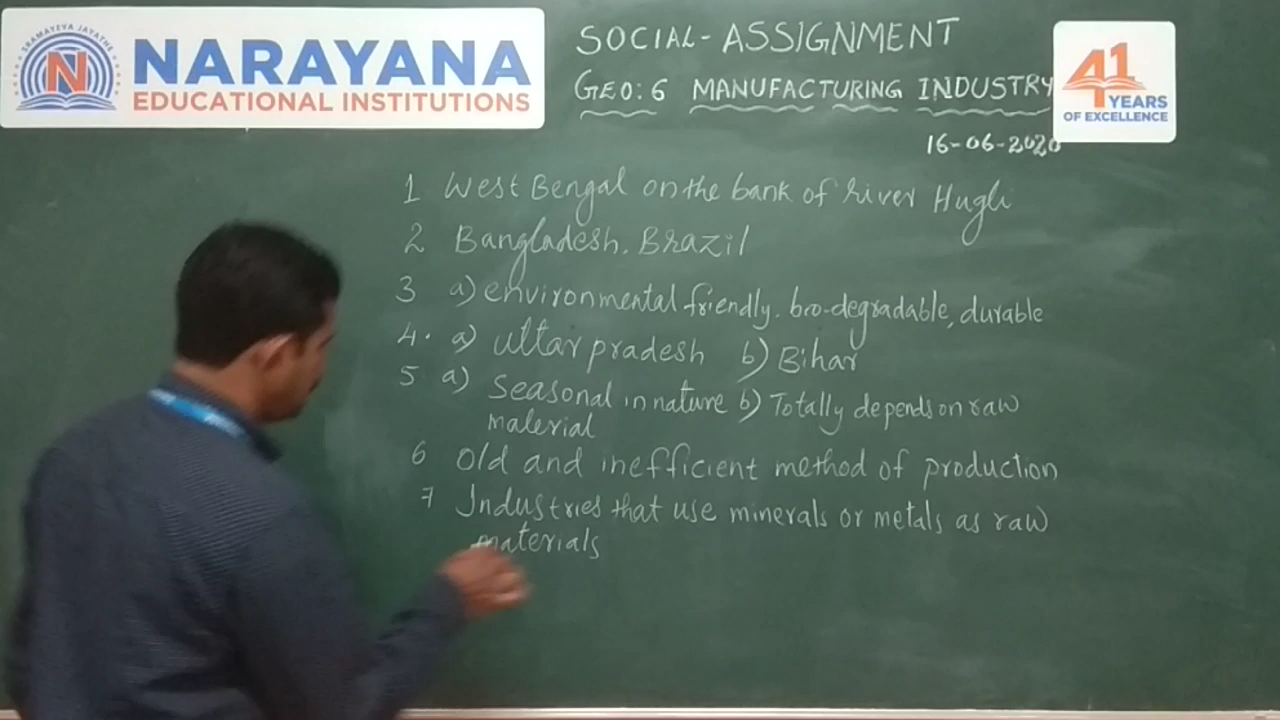 SRAMAYEVA JAYATHE
N
NARAYANA
EDUCATIONAL INSTITUTIONS
SOCIAL - ASSIGNMENT
GEO: 6 MANUFACTURING INDUSTRY
41
YEARS
OF EXCELLENCE
16-06-2020
1 West Bengal on the bank of river Hugli
2 Bangladesh. Brazil
3 a) environmental friendly. bio-degradable, durable
4. a) Uttar pradesh b) Bihar
5 a) Seasonal in nature b) Totally depends on raw
material
6 Old and inefficient method of production
7 Industries that use minerals or metals as raw
materials